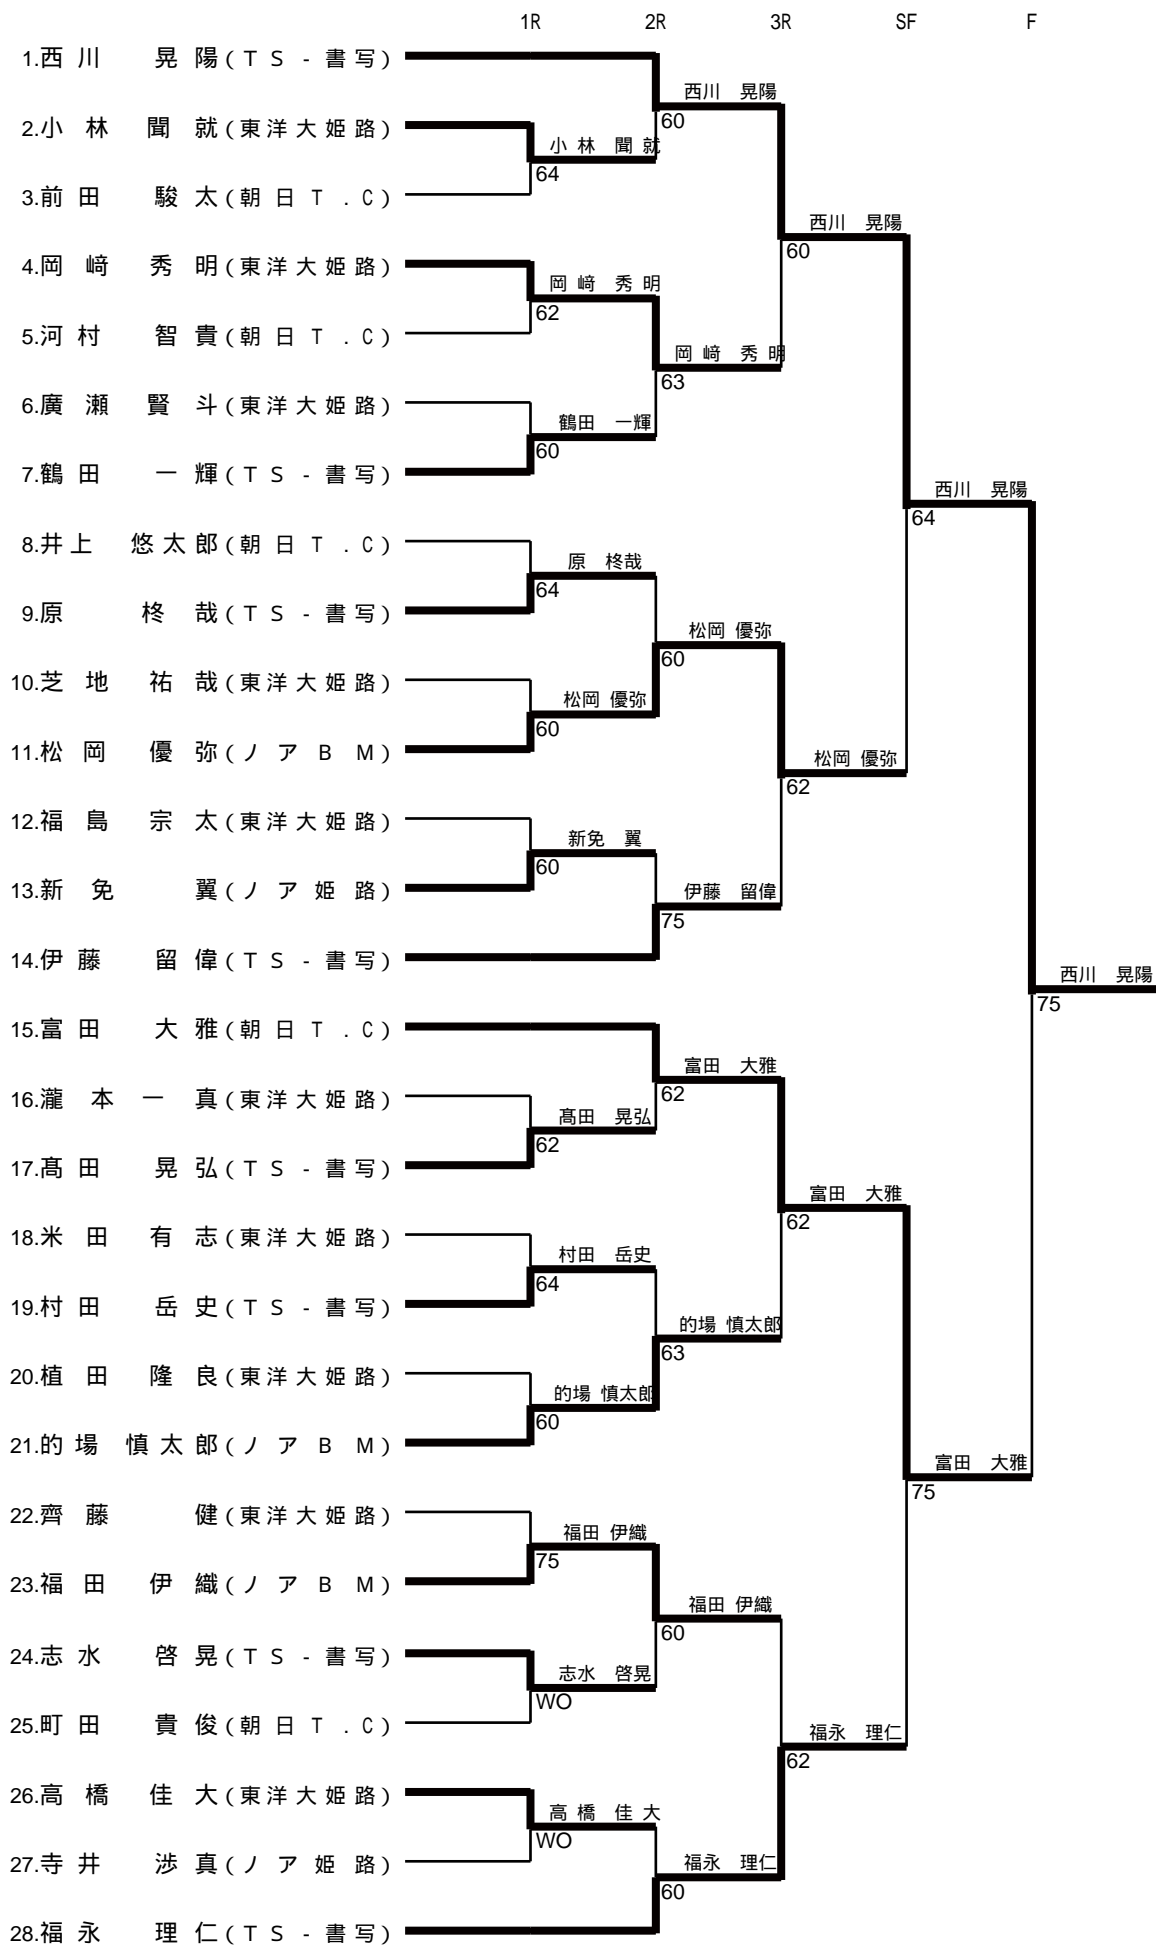 1R 2R 3R SF F
1.西川 晃陽(TS-書写)
西川 晃陽
60
2.小林 聞就(東洋大姫路)
小林 聞就
64
3.前田 駿太(朝日T.C)
西川 晃陽
60
4.岡﨑 秀明(東洋大姫路)
岡﨑 秀明
62
5.河村 智貴(朝日T.C)
岡﨑 秀明
63
6.廣瀬 賢斗(東洋大姫路)
鶴田 一輝
60
7.鶴田 一輝(TS-書写)
西川 晃陽
64
8.井上 悠太郎(朝日T.C)
原 柊哉
64
9.原 柊哉(TS-書写)
松岡 優弥
60
10.芝地 祐哉(東洋大姫路)
松岡 優弥
60
11.松岡 優弥(ノアBM)
松岡 優弥
62
12.福島 宗太(東洋大姫路)
新免 翼
60
13.新免 翼(ノア姫路)
伊藤 留偉
75
14.伊藤 留偉(TS-書写)
西川 晃陽
75
15.富田 大雅(朝日T.C)
富田 大雅
62
16.瀧本一真(東洋大姫路)
髙田 晃弘
62
17.髙田 晃弘(TS-書写)
富田 大雅
62
18.米田 有志(東洋大姫路)
村田 岳史
64
19.村田 岳史(TS-書写)
的場 慎太郎
63
20.植田 隆良(東洋大姫路)
的場 慎太郎
60
21.的場 慎太郎(ノアBM)
富田 大雅
75
22.齊藤 健(東洋大姫路)
福田 伊織
75
23.福田 伊織(ノアBM)
福田 伊織
60
24.志水 啓晃(TS-書写)
志水 啓晃
WO
25.町田 貴俊(朝日T.C)
福永 理仁
62
26.高橋 佳大(東洋大姫路)
高橋 佳大
WO
27.寺井 渉真(ノア姫路)
福永 理仁
60
28.福永 理仁(TS-書写)